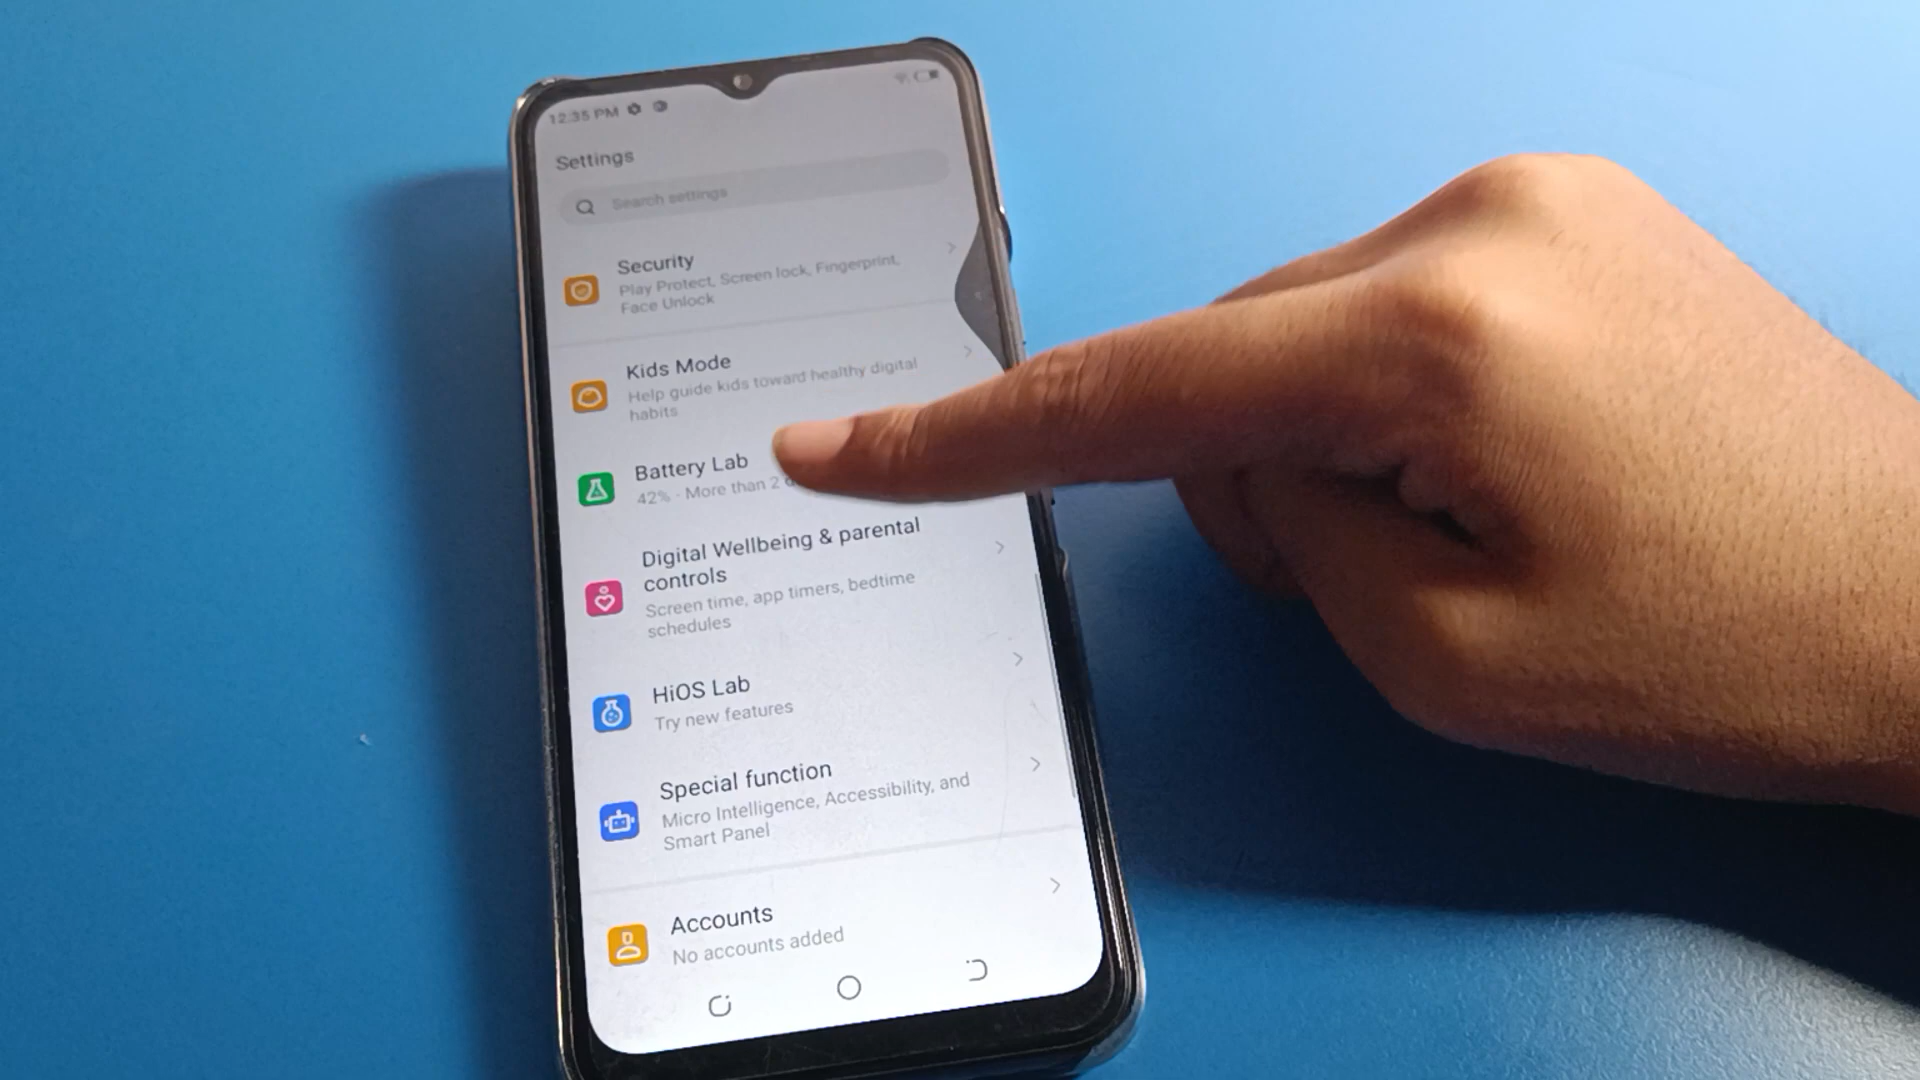 12:35 PM
Settings
Search settings
Security
Play Protect, Screen lock, Fingerprint,
Face Unlock
Kids Mode
Help guide kids toward healthy digital
habits
Battery Lab
42% - More than 2
Digital Wellbeing & parental
controls
Screen time, app timers, bedtime
schedules
HiOS Lab
Try new features
Special function
Micro Intelligence, Accessibility, and
Smart Panel
Accounts
No accounts added